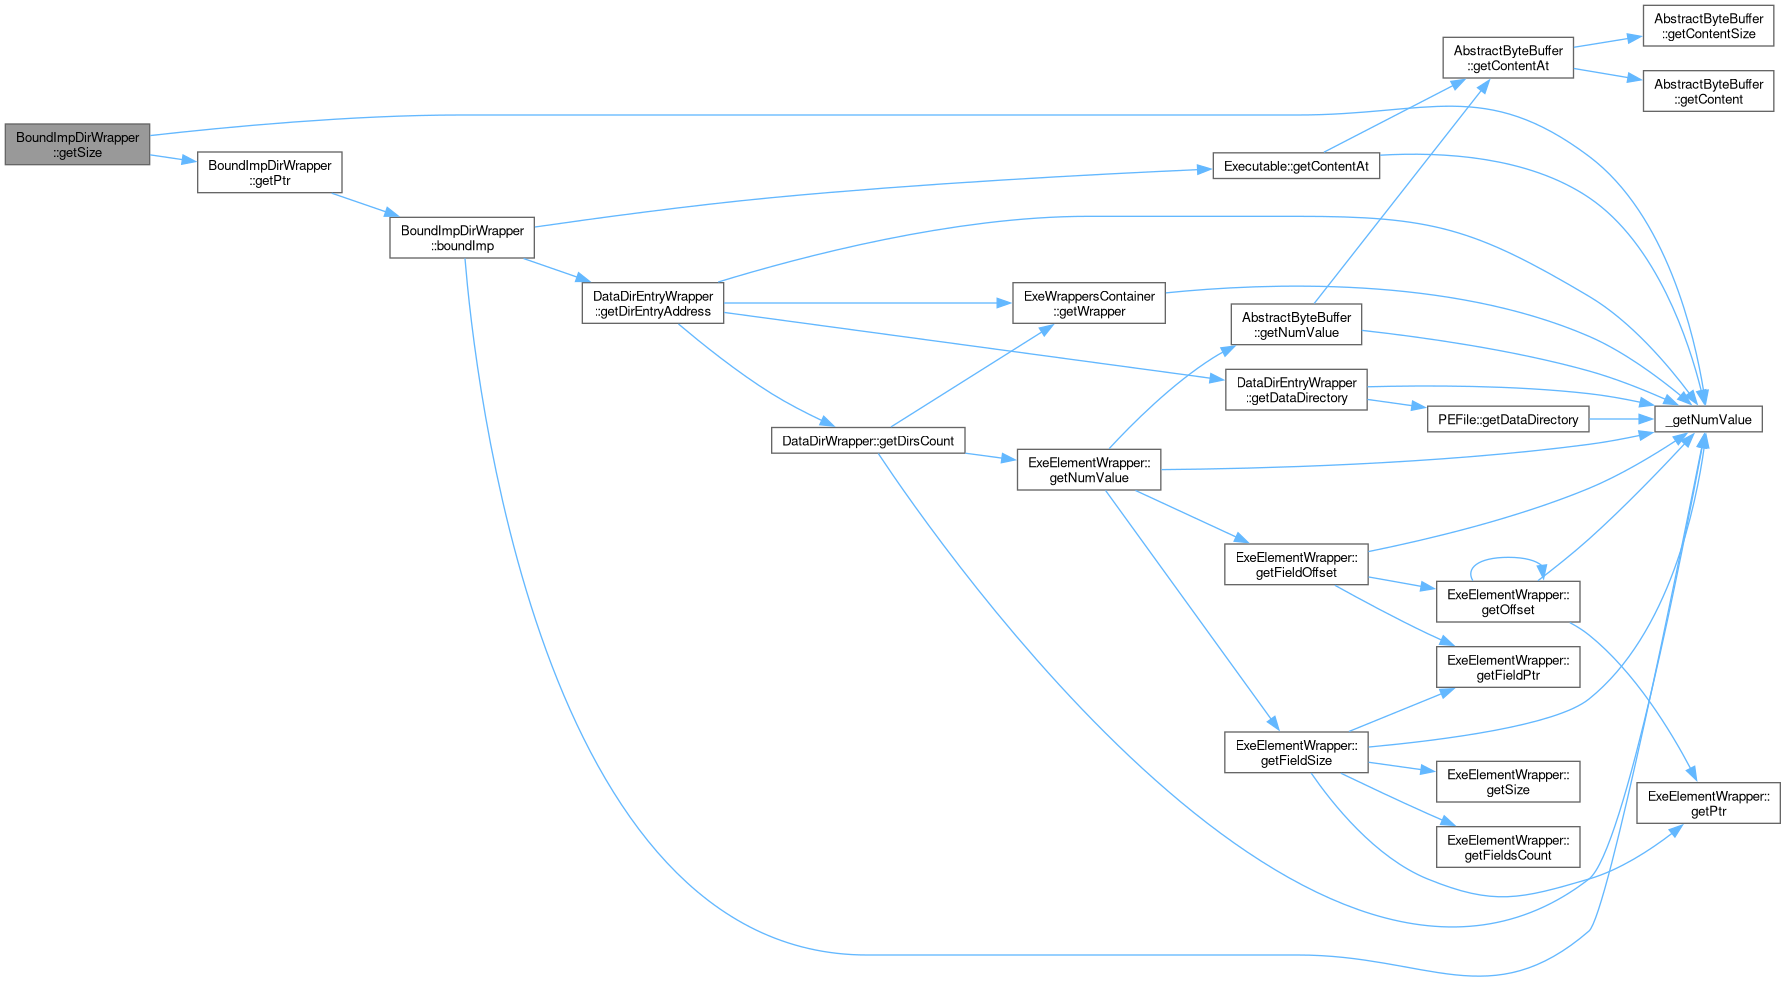 AbstractByteBuffer
::getContentSize
AbstractByteBuffer
::getContentAt
AbstractByteBuffer
::getContent
BoundImpDirWrapper
::getSize
BoundImpDirWrapper
::getPtr
Executable::getContentAt
BoundImpDirWrapper
::boundImp
DataDirEntryWrapper
::getDirEntryAddress
ExeWrappersContainer
::getWrapper
AbstractByteBuffer
::getNumValue
DataDirEntryWrapper
::getDataDirectory
PEFile::getDataDirectory
_getNumValue
DataDirWrapper::getDirsCount
ExeElementWrapper::
getNumValue
ExeElementWrapper::
getFieldOffset
ExeElementWrapper::
getOffset
ExeElementWrapper::
getFieldPtr
ExeElementWrapper::
getFieldSize
ExeElementWrapper::
getSize
ExeElementWrapper::
getPtr
ExeElementWrapper::
getFieldsCount